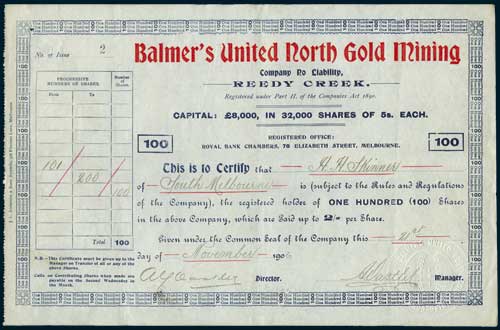 No. of Issue 2
PROGRESSIVE NUMBERS OF SHARES.
Number of Shares.
From To
101 200 100
Total 100
N.B.—This Certificate must be given up to the
Manager on Transfer of all or any of
the above Shares.
Calls on Contributing Shares when made
are payable on the Second Wednesday in
the Month.
Balmer's United North Gold Mining
Company No Liability,
REEDY CREEK.
Registered under Part II. of the Companies Act 1890.
CAPITAL: £8,000, IN 32,000 SHARES OF 5s. EACH.
REGISTERED OFFICE:
ROYAL BANK CHAMBERS, 70 ELIZABETH STREET, MELBOURNE.
100 100
This is to Certify that H. H. Skinner
of South Melbourne is (subject to the Rules and Regulations
of the Company), the registered holder of ONE HUNDRED (100) Shares
in the above Company, which are Paid up to 2/- per Share.
Given under the Common Seal of the Company this 21st
day of November 1906
Director.
Manager.